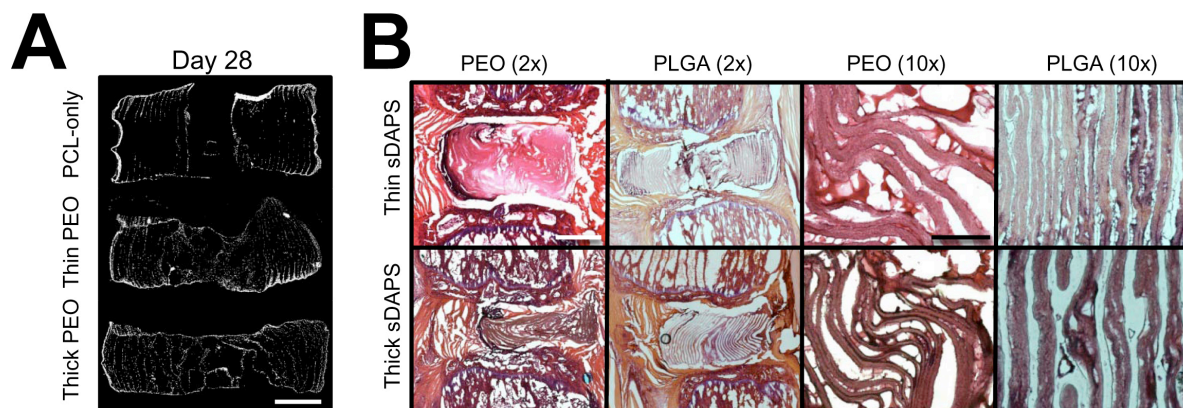 A
Day 28
PCL-only
Thin PEO
Thick PEO
B
PEO (2x)
PLGA (2x)
PEO (10x)
PLGA (10x)
Thin sDAPS
Thick sDAPS